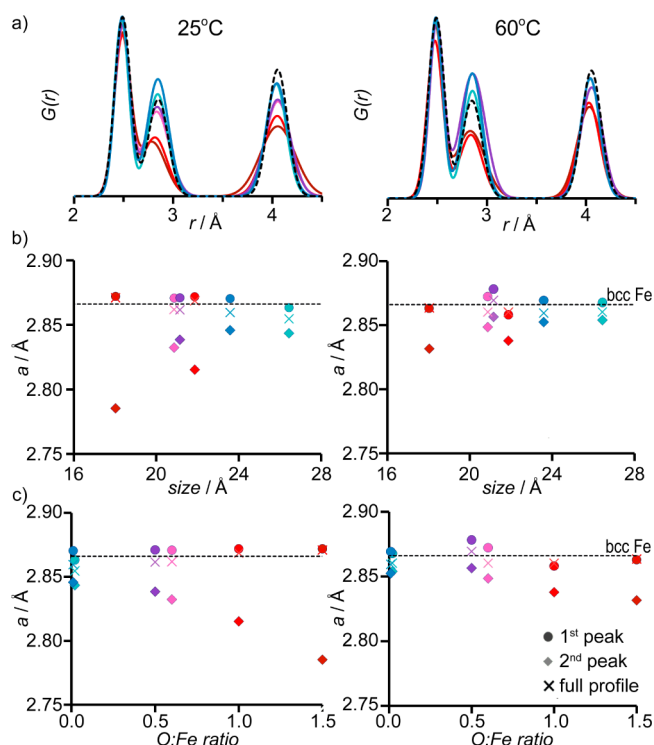 a)
25°C
60°C
G(r)
G(r)
2 3 4
2 3 4
r / Å
r / Å
b)
2.90
2.85
2.80
2.75
a / Å
bcc Fe
2.90
2.85
2.80
2.75
a / Å
16 20 24 28
16 20 24 28
size / Å
size / Å
c)
2.90
2.85
2.80
2.75
a / Å
bcc Fe
2.90
2.85
2.80
2.75
a / Å
1st peak
2nd peak
full profile
0.0 0.5 1.0 1.5
0.0 0.5 1.0 1.5
O:Fe ratio
O:Fe ratio